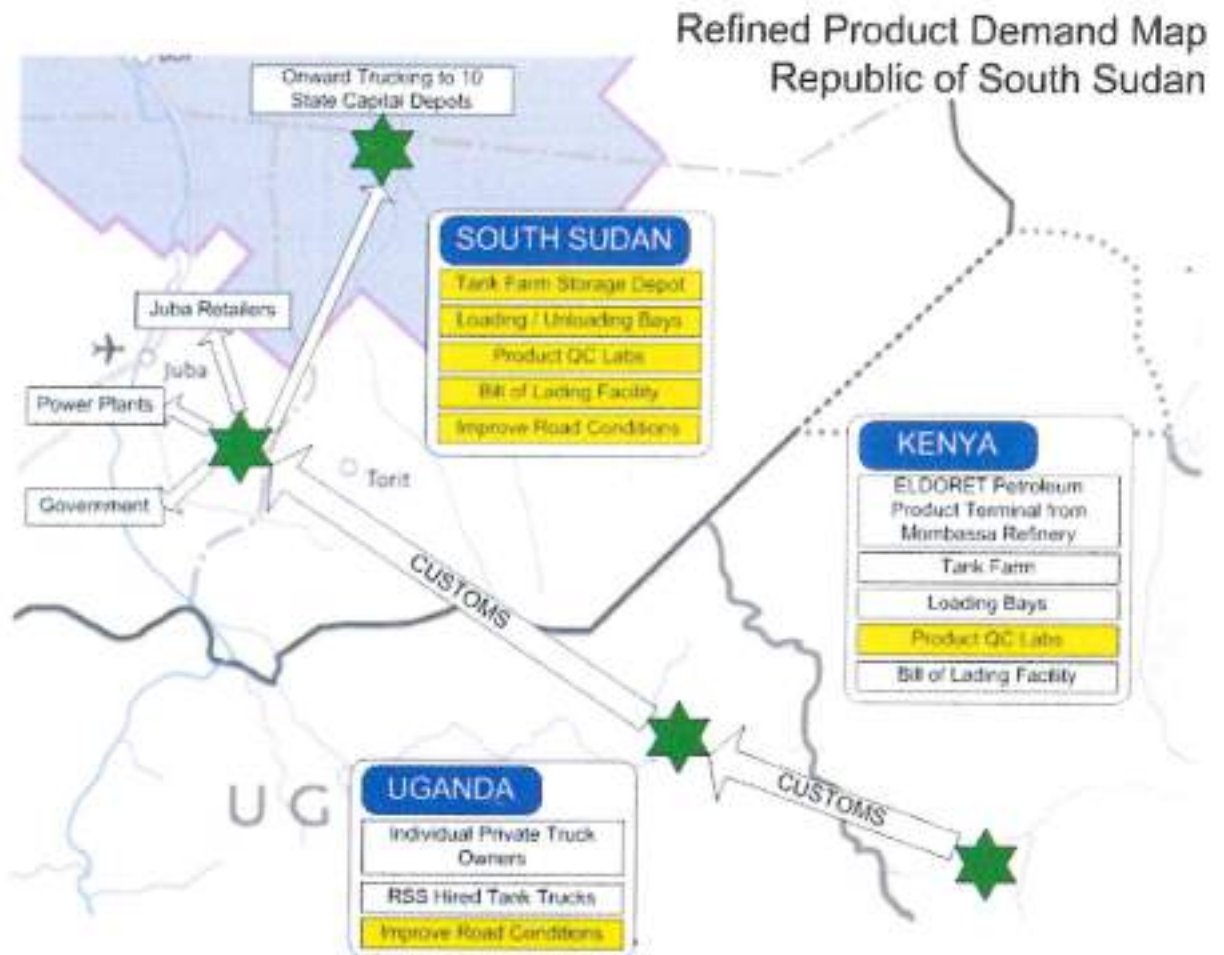 Refined Product Demand Map
Republic of South Sudan
Onward Trucking to 10
State Capital Depots
SOUTH SUDAN
Tank Farm Storage Depot
Loading / Unloading Bays
Product QC Labs
Bill of Lading Facility
Improve Road Conditions
Juba Retailers
Juba
Power Plants
Government
Torit
CUSTOMS
KENYA
ELDORET Petroleum
Product Terminal from
Mombassa Refinery
Tank Farm
Loading Bays
Product QC Labs
Bill of Lading Facility
CUSTOMS
UG
UGANDA
Individual Private Truck
Owners
RSS Hired Tank Trucks
Improve Road Conditions